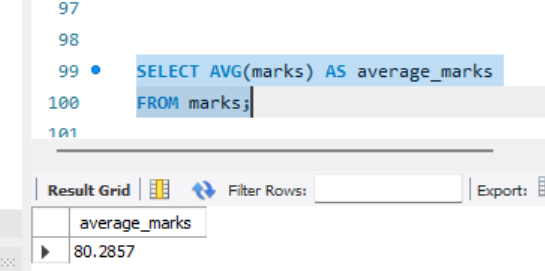 97
98
99 SELECT AVG(marks) AS average_marks
100 FROM marks;
101
Result Grid Filter Rows: Export:
average_marks
80.2857